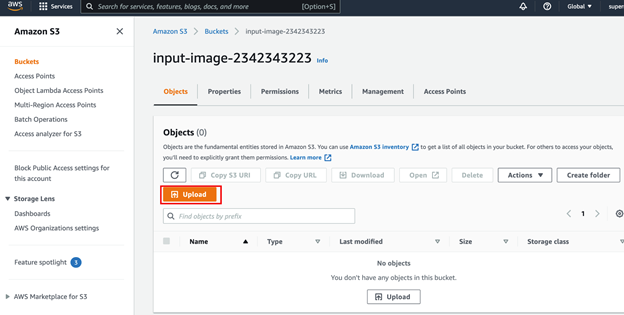 aws
Services
Search for services, features, blogs, docs, and more
[Option+S]
Global
super
Amazon S3
Buckets
Access Points
Object Lambda Access Points
Multi-Region Access Points
Batch Operations
Access analyzer for S3
Block Public Access settings for
this account
Storage Lens
Dashboards
AWS Organizations settings
Feature spotlight 3
AWS Marketplace for S3
Amazon S3 > Buckets > input-image-2342343223
input-image-2342343223 Info
Objects Properties Permissions Metrics Management Access Points
Objects (0)
Objects are the fundamental entities stored in Amazon S3. You can use Amazon S3 inventory to get a list of all objects in your bucket. For others to access your objects,
you'll need to explicitly grant them permissions. Learn more
Copy S3 URI Copy URL Download Open Delete Actions Create folder
Upload
Find objects by prefix
1
Name Type Last modified Size Storage class
No objects
You don't have any objects in this bucket.
Upload